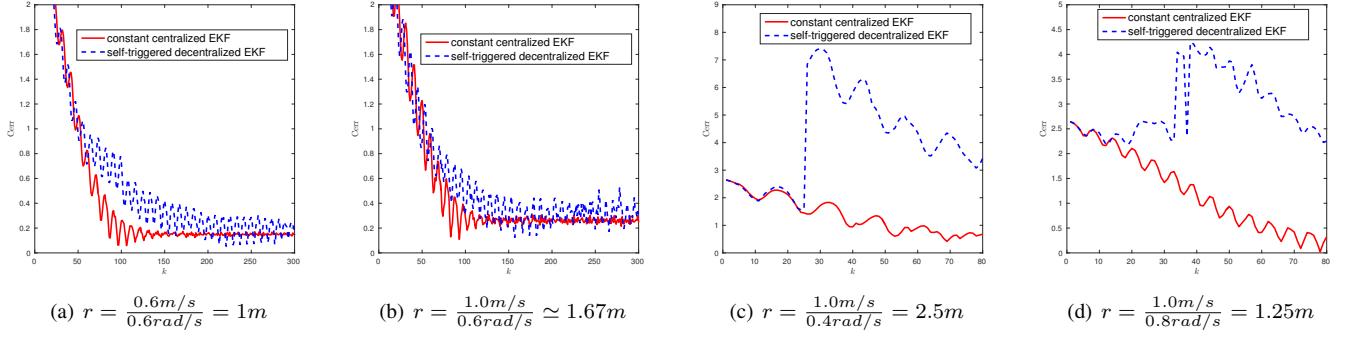 2
1.8
1.6
1.4
1.2
1
0.8
0.6
0.4
0.2
0
Cerr
constant centralized EKF
self-triggered decentralized EKF
0 50 100 150 200 250 300
k
(a) r = 0.6m/s / 0.6rad/s = 1m
2
1.8
1.6
1.4
1.2
1
0.8
0.6
0.4
0.2
0
Cerr
constant centralized EKF
self-triggered decentralized EKF
0 50 100 150 200 250 300
k
(b) r = 1.0m/s / 0.6rad/s ≃ 1.67m
9
8
7
6
5
4
3
2
1
0
Cerr
constant centralized EKF
self-triggered decentralized EKF
0 10 20 30 40 50 60 70 80
k
(c) r = 1.0m/s / 0.4rad/s = 2.5m
5
4.5
4
3.5
3
2.5
2
1.5
1
0.5
0
Cerr
constant centralized EKF
self-triggered decentralized EKF
0 10 20 30 40 50 60 70 80
k
(d) r = 1.0m/s / 0.8rad/s = 1.25m